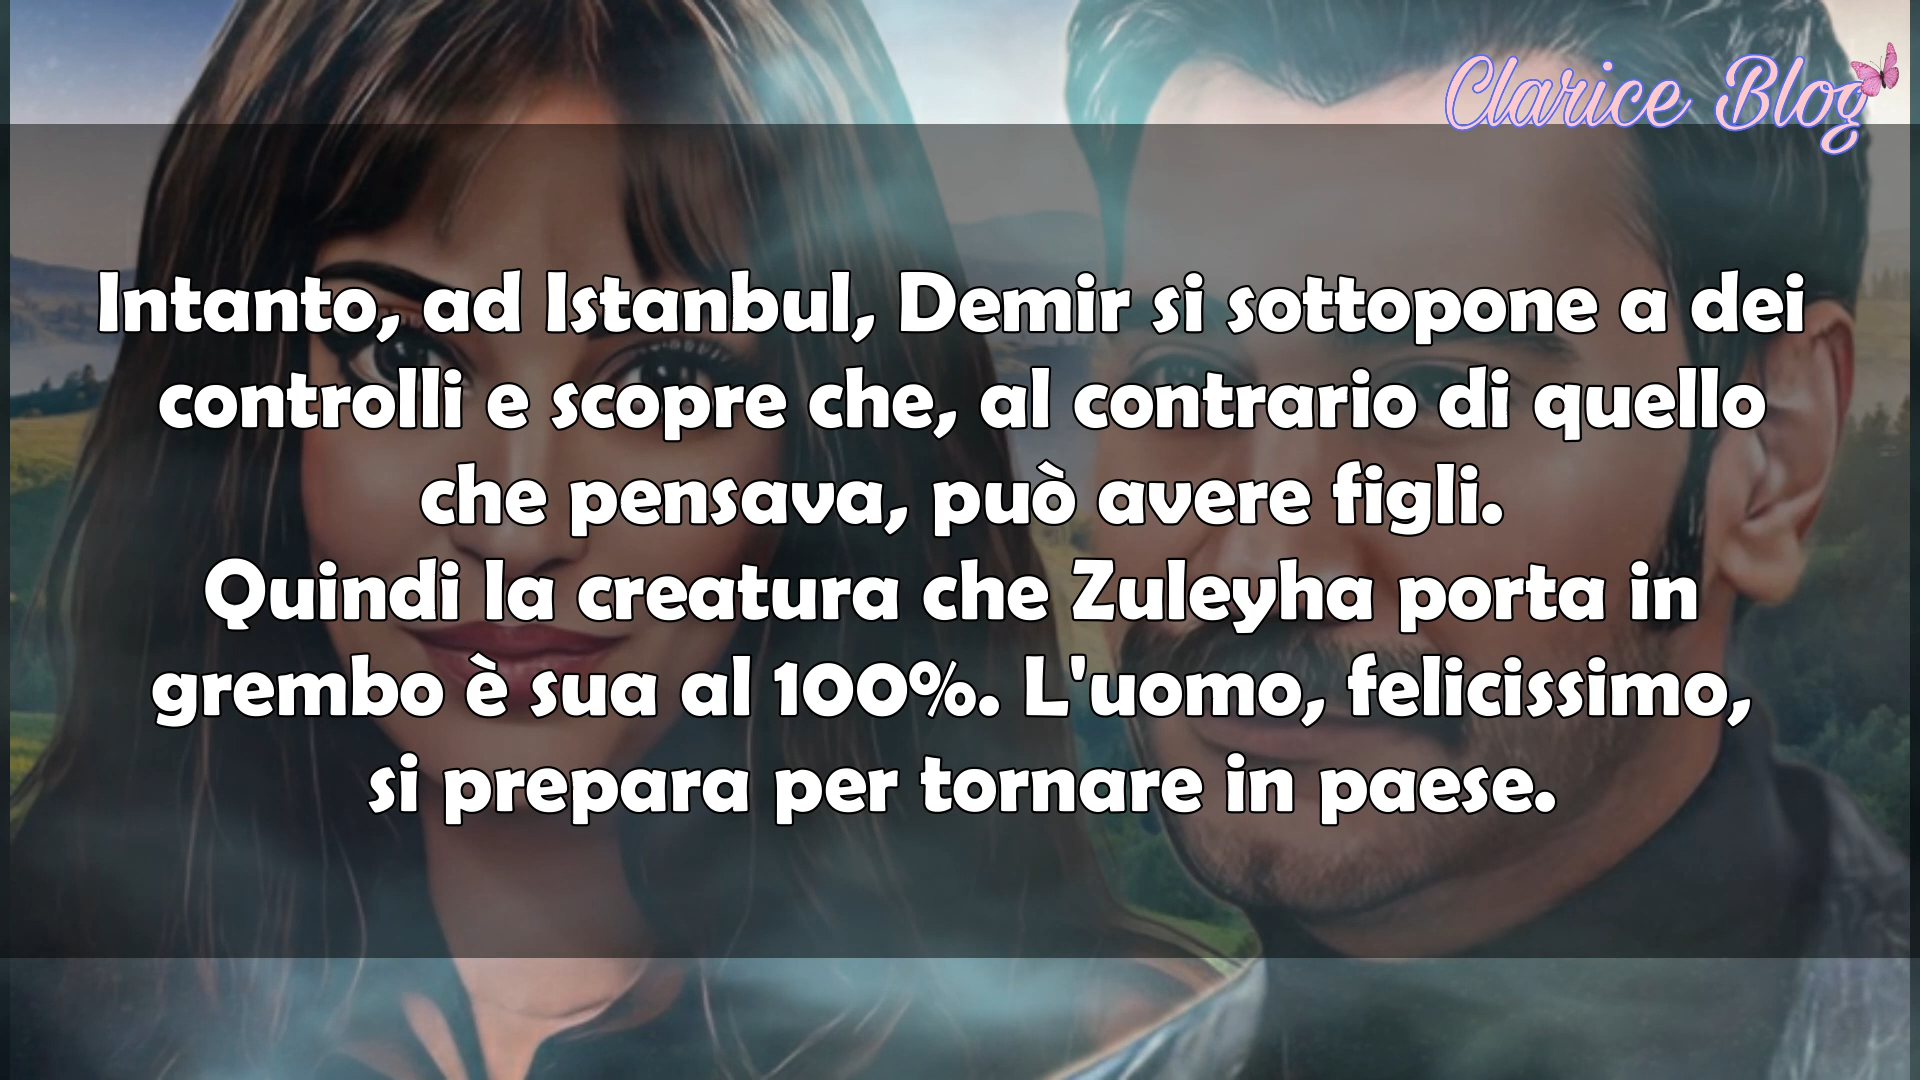 Clarice Blog
Intanto, ad Istanbul, Demir si sottopone a dei
controlli e scopre che, al contrario di quello
che pensava, può avere figli.
Quindi la creatura che Zuleyha porta in
grembo è sua al 100%. L'uomo, felicissimo,
si prepara per tornare in paese.